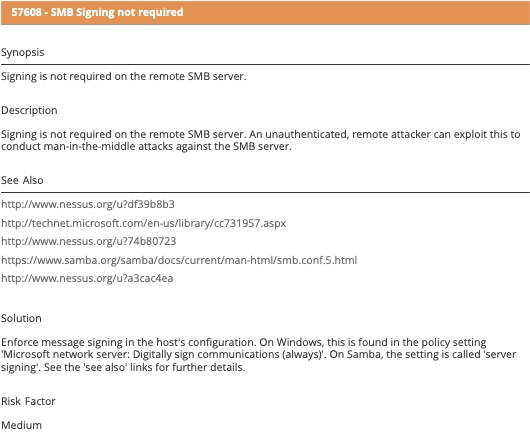 57608 - SMB Signing not required
Synopsis
Signing is not required on the remote SMB server.
Description
Signing is not required on the remote SMB server. An unauthenticated, remote attacker can exploit this to
conduct man-in-the-middle attacks against the SMB server.
See Also
http://www.nessus.org/u?df39b8b3
http://technet.microsoft.com/en-us/library/cc731957.aspx
http://www.nessus.org/u?74b80723
https://www.samba.org/samba/docs/current/man-html/smb.conf.5.html
http://www.nessus.org/u?a3cac4ea
Solution
Enforce message signing in the host's configuration. On Windows, this is found in the policy setting
'Microsoft network server: Digitally sign communications (always)'. On Samba, the setting is called 'server
signing'. See the 'see also' links for further details.
Risk Factor
Medium